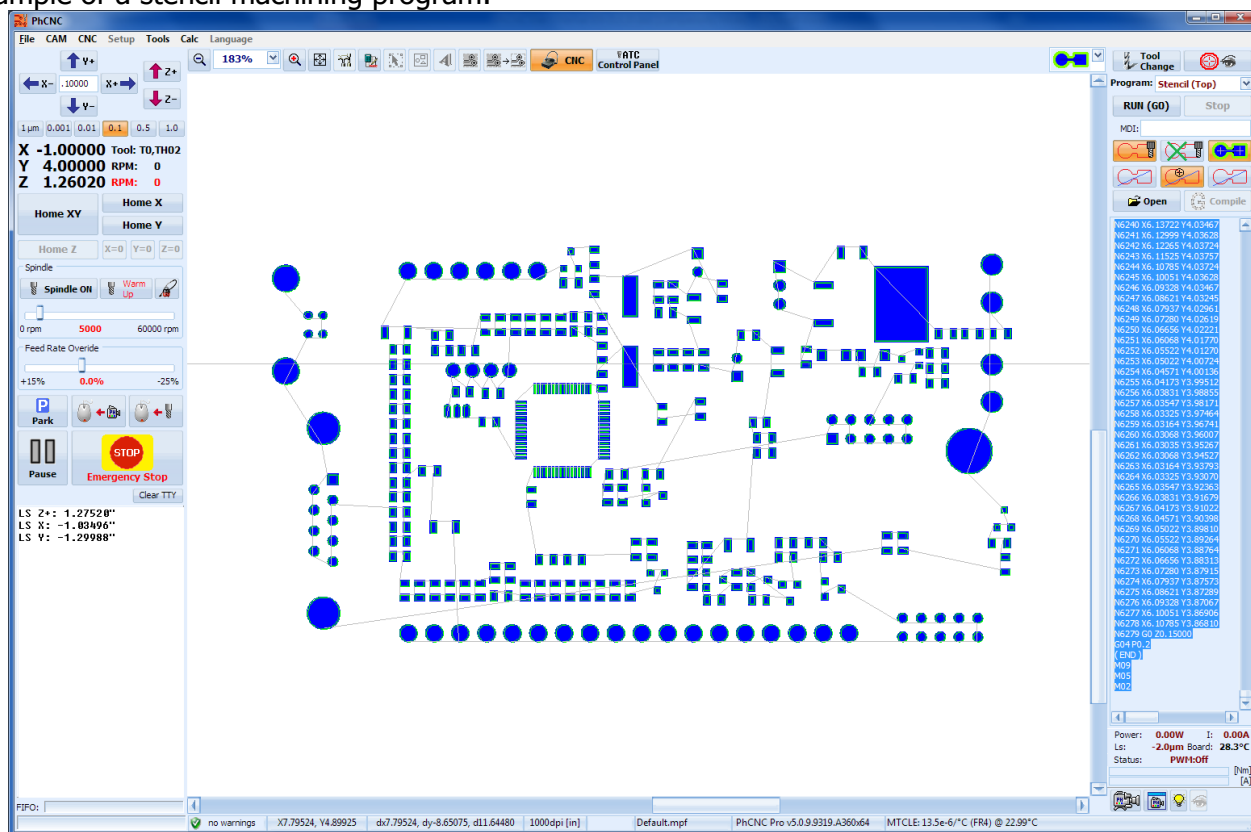 ample of a stencil machining program.
PhCNC
File CAM CNC Setup Tools Calc Language
Y+
X- .10000 X+
Y-
Z+
Z-
1µm 0.001 0.01 0.1 0.5 1.0
X -1.00000 Tool: T0,TH02
Y 4.00000 RPM: 0
Z 1.26020 RPM: 0
Home XY
Home X
Home Y
Home Z X=0 Y=0 Z=0
Spindle
Spindle ON Warm Up
0 rpm 5000 60000 rpm
Feed Rate Overide
+15% 0.0% -25%
P
Park
Pause
STOP
Emergency Stop
Clear TTY
LS Z+: 1.27520"
LS X: -1.03496"
LS Y: -1.29988"
FIFO:
183%
CNC
ATC
Control Panel
Tool
Change
Program: Stencil (Top)
RUN (G0) Stop
MDI:
Open Compile
N6240 X6.13722 Y4.03467
N6241 X6.12999 Y4.03628
N6242 X6.12265 Y4.03724
N6243 X6.11525 Y4.03757
N6244 X6.10785 Y4.03724
N6245 X6.10051 Y4.03628
N6246 X6.09328 Y4.03467
N6247 X6.08621 Y4.03245
N6248 X6.07937 Y4.02961
N6249 X6.07280 Y4.02619
N6250 X6.06656 Y4.02221
N6251 X6.06068 Y4.01770
N6252 X6.05522 Y4.01270
N6253 X6.05022 Y4.00724
N6254 X6.04571 Y4.00136
N6255 X6.04173 Y3.99512
N6256 X6.03831 Y3.98855
N6257 X6.03547 Y3.98171
N6258 X6.03325 Y3.97464
N6259 X6.03164 Y3.96741
N6260 X6.03068 Y3.96007
N6261 X6.03035 Y3.95267
N6262 X6.03068 Y3.94527
N6263 X6.03164 Y3.93793
N6264 X6.03325 Y3.93070
N6265 X6.03547 Y3.92363
N6266 X6.03831 Y3.91679
N6267 X6.04173 Y3.91022
N6268 X6.04571 Y3.90398
N6269 X6.05022 Y3.89810
N6270 X6.05522 Y3.89264
N6271 X6.06068 Y3.88764
N6272 X6.06656 Y3.88313
N6273 X6.07280 Y3.87915
N6274 X6.07937 Y3.87573
N6275 X6.08621 Y3.87289
N6276 X6.09328 Y3.87067
N6277 X6.10051 Y3.86906
N6278 X6.10785 Y3.86810
N6279 G0 Z0.15000
G04 P0.2
( END )
M09
M05
M02
Power: 0.00W I: 0.00A
Ls: -2.0µm Board: 28.3°C
Status: PWM:Off
[Nm]
[A]
no warnings X7.79524, Y4.89925 dx7.79524, dy-8.65075, d11.64480 1000dpi [in] Default.mpf PhCNC Pro v5.0.9.9319.A360x64 MTCLE: 13.5e-6/°C (FR4) @ 22.99°C